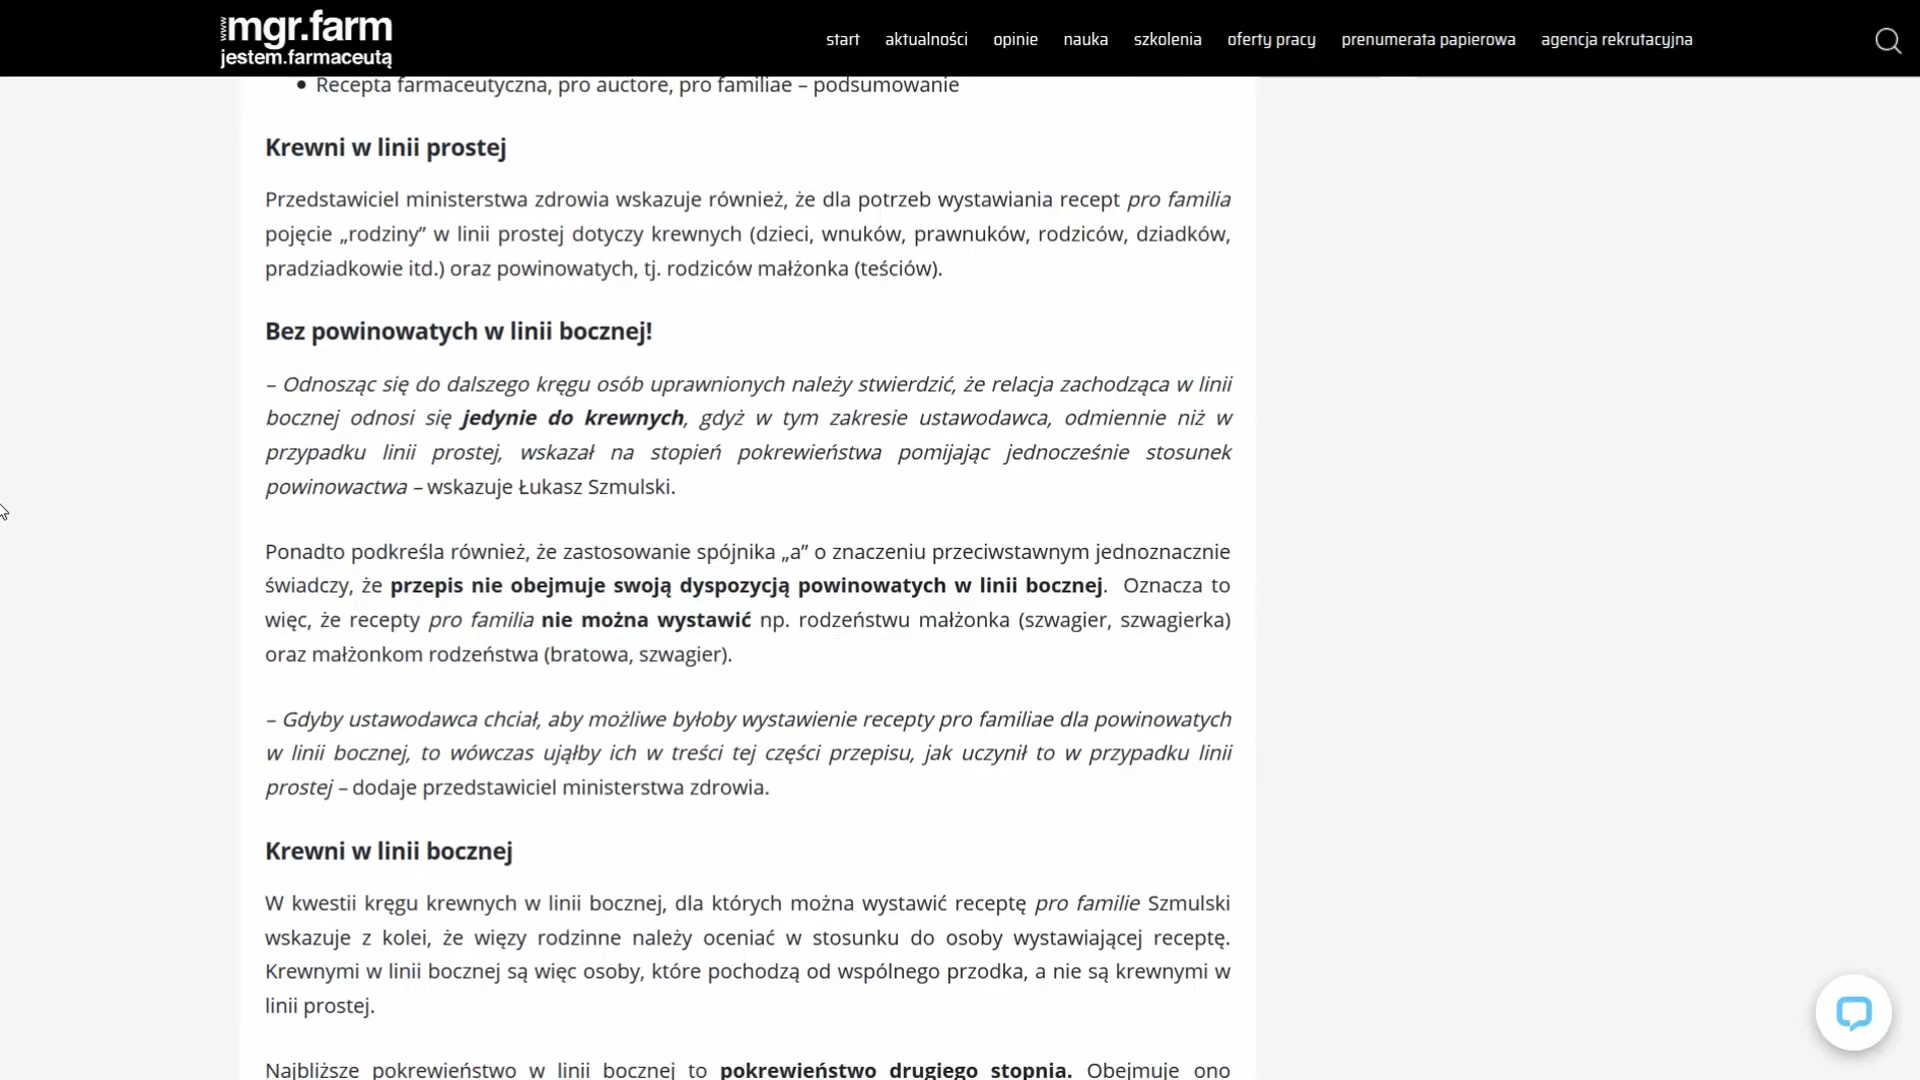 www.mgr.farm
jestem.farmaceutą
start aktualności opinie nauka szkolenia oferty pracy prenumerata papierowa agencja rekrutacyjna
Recepta farmaceutyczna, pro auctore, pro familiae – podsumowanie
Krewni w linii prostej
Przedstawiciel ministerstwa zdrowia wskazuje również, że dla potrzeb wystawiania recept pro familia
pojęcie „rodziny” w linii prostej dotyczy krewnych (dzieci, wnuków, prawnuków, rodziców, dziadków,
pradziadkowie itd.) oraz powinowatych, tj. rodziców małżonka (teściów).
Bez powinowatych w linii bocznej!
– Odnosząc się do dalszego kręgu osób uprawnionych należy stwierdzić, że relacja zachodząca w linii
bocznej odnosi się jedynie do krewnych, gdyż w tym zakresie ustawodawca, odmiennie niż w
przypadku linii prostej, wskazał na stopień pokrewieństwa pomijając jednocześnie stosunek
powinowactwa – wskazuje Łukasz Szmulski.
Ponadto podkreśla również, że zastosowanie spójnika „a” o znaczeniu przeciwstawnym jednoznacznie
świadczy, że przepis nie obejmuje swoją dyspozycją powinowatych w linii bocznej. Oznacza to
więc, że recepty pro familia nie można wystawić np. rodzeństwu małżonka (szwagier, szwagierka)
oraz małżonkom rodzeństwa (bratowa, szwagier).
– Gdyby ustawodawca chciał, aby możliwe byłoby wystawienie recepty pro familiae dla powinowatych
w linii bocznej, to wówczas ująłby ich w treści tej części przepisu, jak uczynił to w przypadku linii
prostej – dodaje przedstawiciel ministerstwa zdrowia.
Krewni w linii bocznej
W kwestii kręgu krewnych w linii bocznej, dla których można wystawić receptę pro familie Szmulski
wskazuje z kolei, że więzy rodzinne należy oceniać w stosunku do osoby wystawiającej receptę.
Krewnymi w linii bocznej są więc osoby, które pochodzą od wspólnego przodka, a nie są krewnymi w
linii prostej.
Najbliższe pokrewieństwo w linii bocznej to pokrewieństwo drugiego stopnia. Obejmuje ono